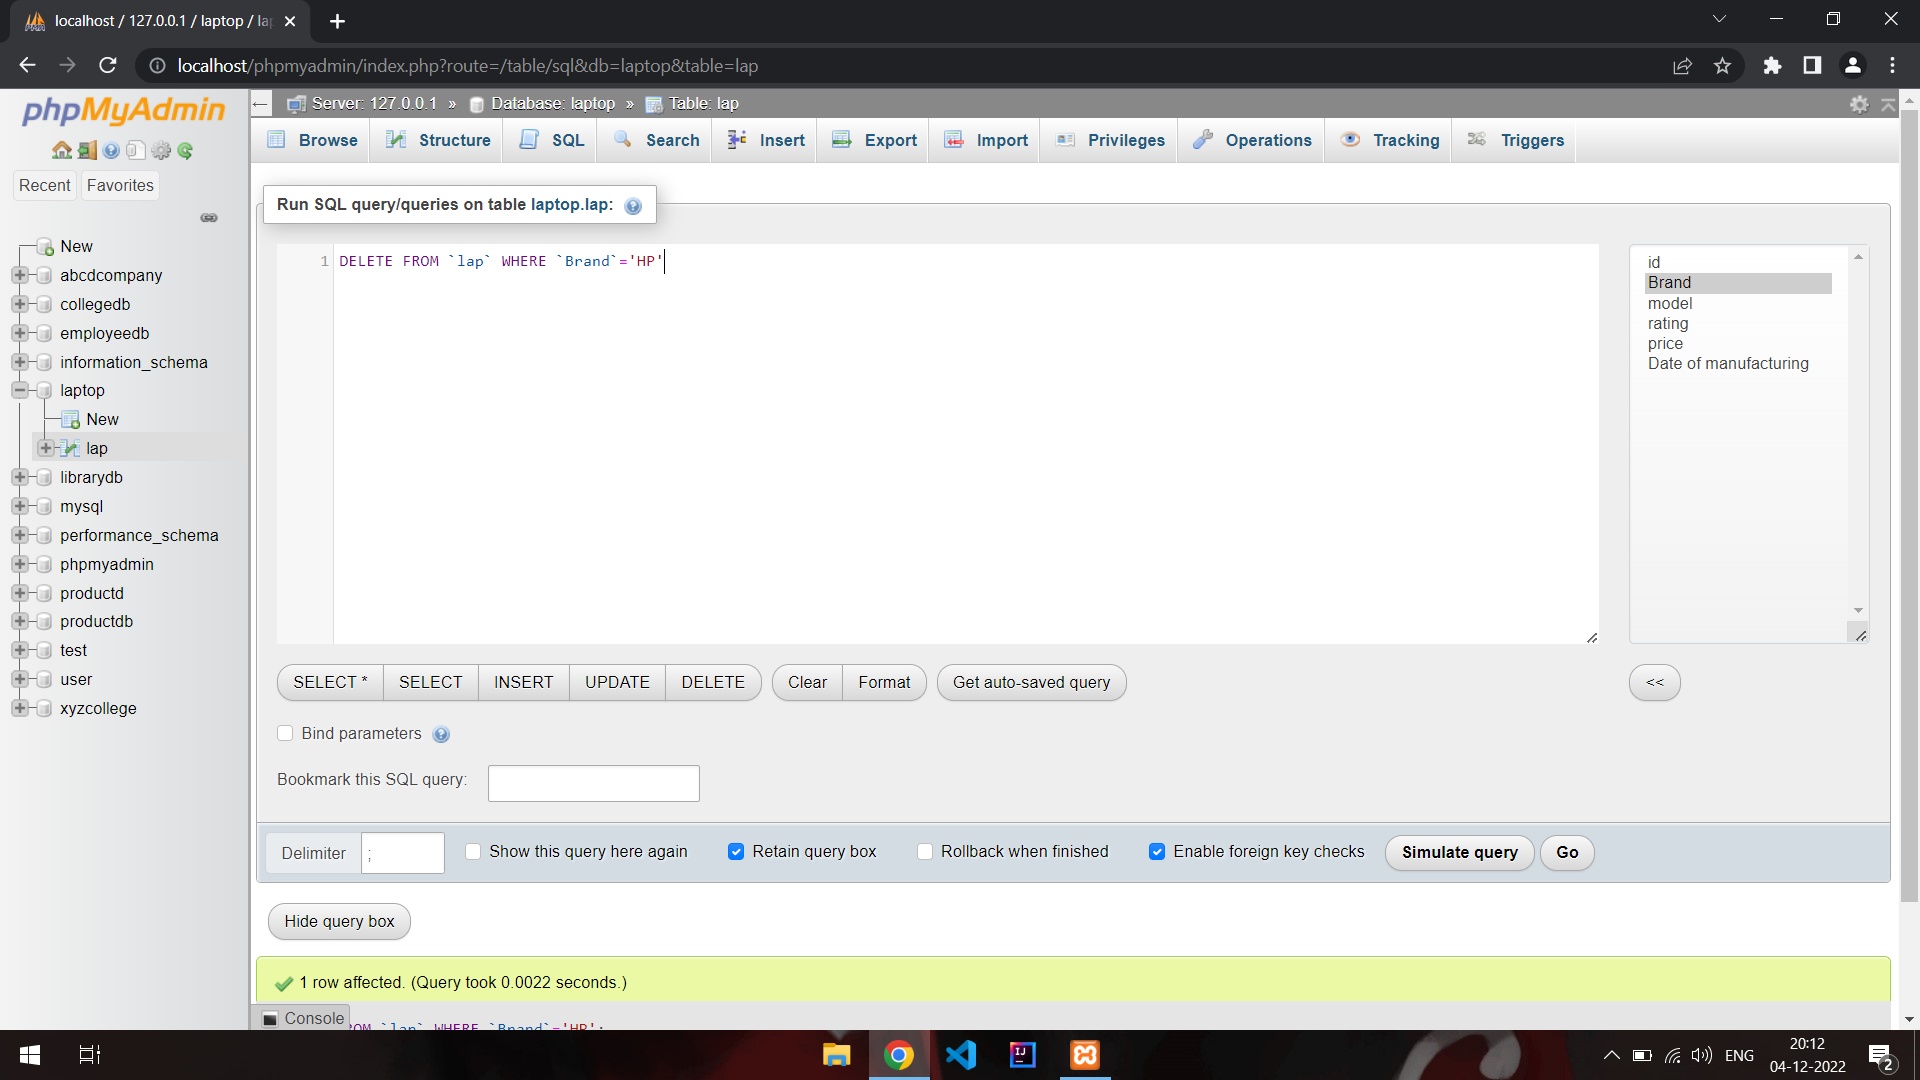 localhost / 127.0.0.1 / laptop / la
localhost/phpmyadmin/index.php?route=/table/sql&db=laptop&table=lap
phpMyAdmin
Recent
Favorites
New
abcdcompany
collegedb
employeedb
information_schema
laptop
New
lap
librarydb
mysql
performance_schema
phpmyadmin
productd
productdb
test
user
xyzcollege
Server: 127.0.0.1 » Database: laptop » Table: lap
Browse
Structure
SQL
Search
Insert
Export
Import
Privileges
Operations
Tracking
Triggers
Run SQL query/queries on table laptop.lap:
1 DELETE FROM `lap` WHERE `Brand`='HP'
id
Brand
model
rating
price
Date of manufacturing
SELECT *
SELECT
INSERT
UPDATE
DELETE
Clear
Format
Get auto-saved query
<<
Bind parameters
Bookmark this SQL query:
Delimiter ;
Show this query here again
Retain query box
Rollback when finished
Enable foreign key checks
Simulate query
Go
Hide query box
1 row affected. (Query took 0.0022 seconds.)
Console
FROM `lap` WHERE `Brand`='HP';
ENG
20:12
04-12-2022
2